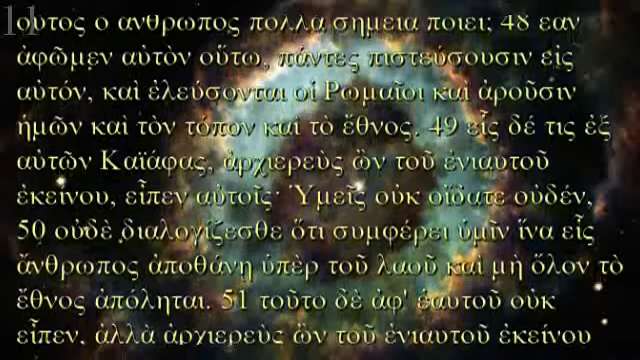 11
οὗτος ὁ ἄνθρωπος πολλὰ σημεῖα ποιεῖ; 48 ἐὰν
ἀφῶμεν αὐτὸν οὕτω, πάντες πιστεύσουσιν εἰς
αὐτόν, καὶ ἐλεύσονται οἱ Ρωμαῖοι καὶ ἀροῦσιν
ἡμῶν καὶ τὸν τόπον καὶ τὸ ἔθνος. 49 εἷς δέ τις ἐξ
αὐτῶν Καϊάφας, ἀρχιερεὺς ὢν τοῦ ἐνιαυτοῦ
ἐκείνου, εἶπεν αὐτοῖς· Ὑμεῖς οὐκ οἴδατε οὐδέν,
50 οὐδὲ διαλογίζεσθε ὅτι συμφέρει ὑμῖν ἵνα εἷς
ἄνθρωπος ἀποθάνῃ ὑπὲρ τοῦ λαοῦ καὶ μὴ ὅλον τὸ
ἔθνος ἀπόληται. 51 τοῦτο δὲ ἀφ' ἑαυτοῦ οὐκ
εἶπεν, ἀλλὰ ἀρχιερεὺς ὢν τοῦ ἐνιαυτοῦ ἐκείνου